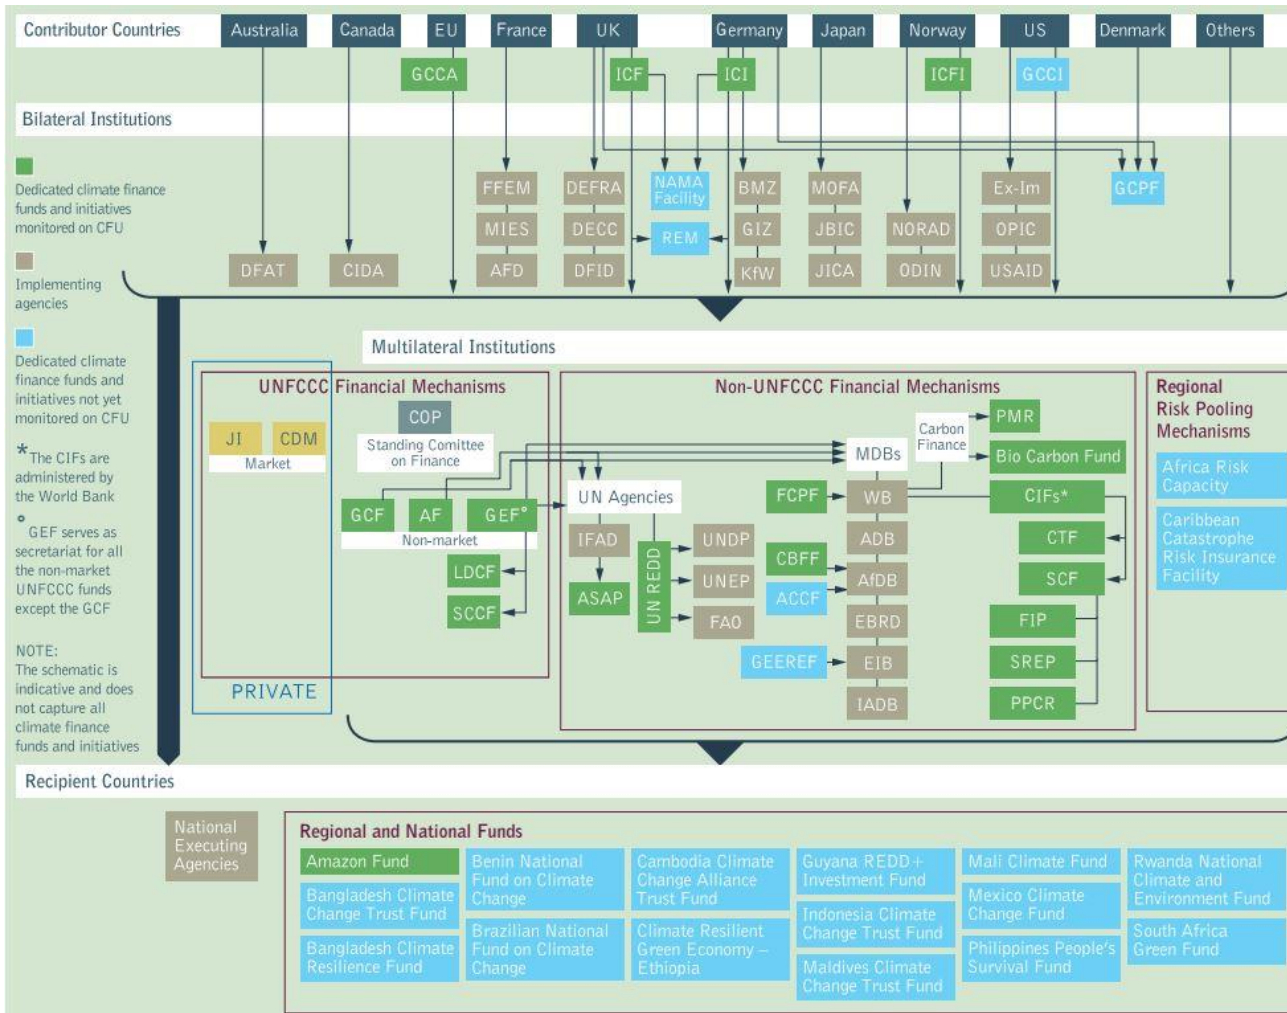 Contributor Countries
Australia
Canada
EU
France
UK
Germany
Japan
Norway
US
Denmark
Others
GCCA
ICF
ICI
ICFI
GCCI
Bilateral Institutions
Dedicated climate finance
funds and initiatives
monitored on CFU
Implementing
agencies
Dedicated climate
finance funds and
initiatives not yet
monitored on CFU
*The CIFs are
administered by
the World Bank
° GEF serves as
secretariat for all
the non-market
UNFCCC funds
except the GCF
NOTE:
The schematic is
indicative and does
not capture all
climate finance
funds and initiatives
DFAT
CIDA
FFEM
MIES
AFD
DEFRA
DECC
DFID
NAMA
Facility
REM
BMZ
GIZ
KfW
MOFA
JBIC
JICA
NORAD
ODIN
Ex-Im
OPIC
USAID
GCPF
Multilateral Institutions
UNFCCC Financial Mechanisms
COP
Standing Comittee
on Finance
JI
CDM
Market
GCF
AF
GEF°
Non-market
LDCF
SCCF
PRIVATE
Non-UNFCCC Financial Mechanisms
UN Agencies
IFAD
ASAP
UN REDD
UNDP
UNEP
FAO
MDBs
Carbon
Finance
PMR
Bio Carbon Fund
FCPF
WB
CIFs*
ADB
CTF
CBFF
AfDB
SCF
ACCF
EBRD
FIP
GEEREF
EIB
SREP
IADB
PPCR
Regional
Risk Pooling
Mechanisms
Africa Risk
Capacity
Caribbean
Catastrophe
Risk Insurance
Facility
Recipient Countries
National
Executing
Agencies
Regional and National Funds
Amazon Fund
Bangladesh Climate
Change Trust Fund
Bangladesh Climate
Resilience Fund
Benin National
Fund on Climate
Change
Brazilian National
Fund on Climate
Change
Cambodia Climate
Change Alliance
Trust Fund
Climate Resilient
Green Economy –
Ethiopia
Guyana REDD+
Investment Fund
Indonesia Climate
Change Trust Fund
Maldives Climate
Change Trust Fund
Mali Climate Fund
Mexico Climate
Change Fund
Philippines People's
Survival Fund
Rwanda National
Climate and
Environment Fund
South Africa
Green Fund